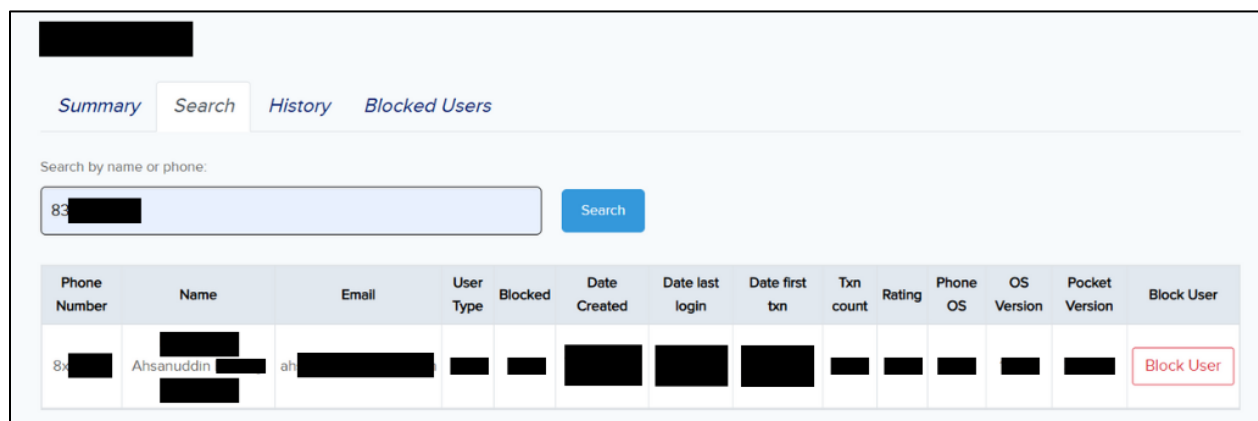 Summary Search History Blocked Users
Search by name or phone:
83 Search
Phone Number Name Email User Type Blocked Date Created Date last login Date first txn Txn count Rating Phone OS OS Version Pocket Version Block User
8x Ahsanuddin ah Block User